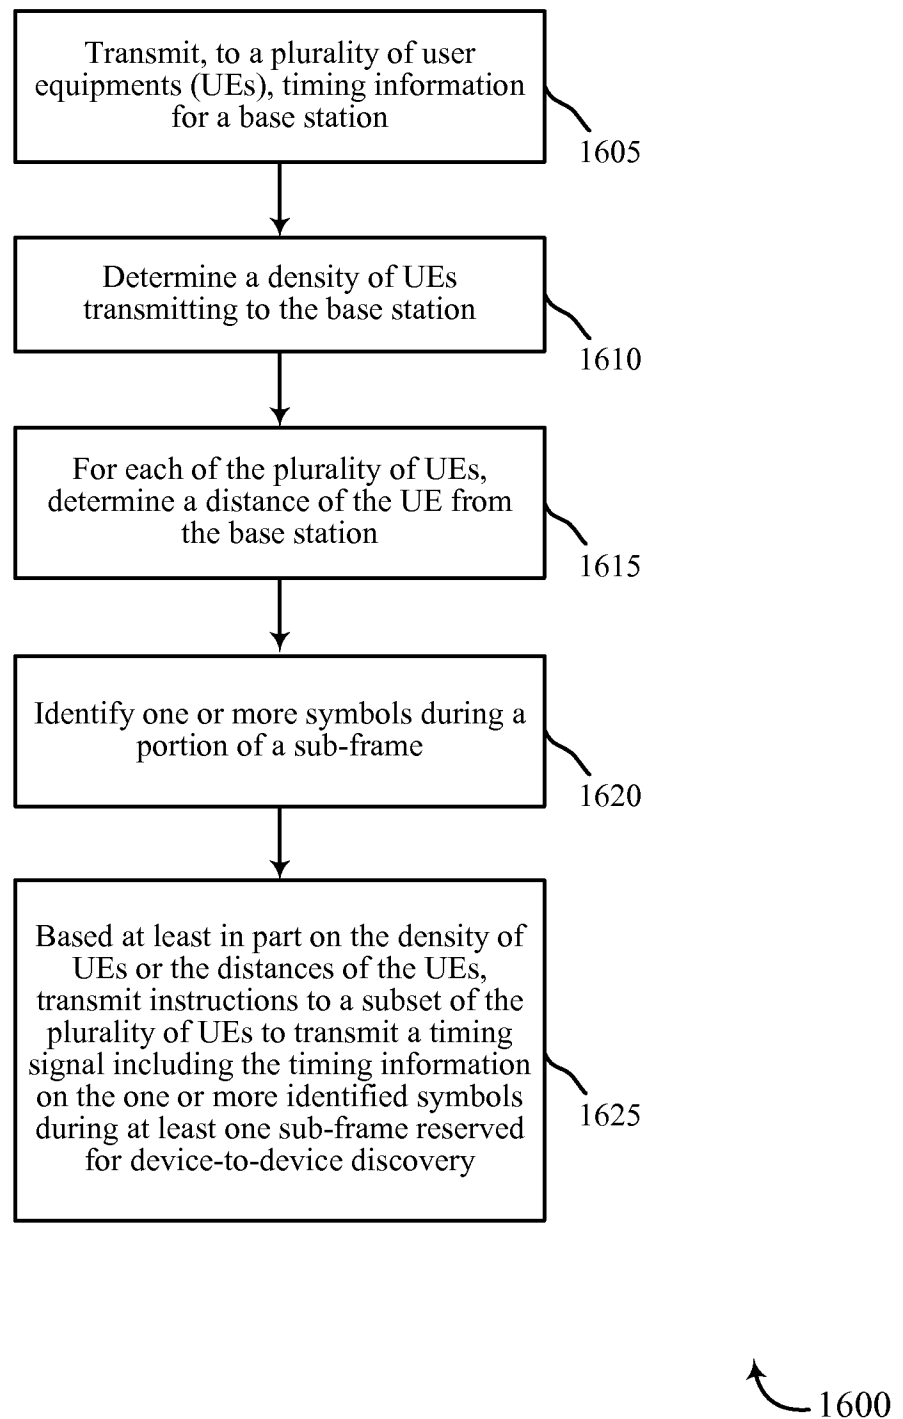 Transmit, to a plurality of user
equipments (UEs), timing information
for a base station
1605
Determine a density of UEs
transmitting to the base station
1610
For each of the plurality of UEs,
determine a distance of the UE from
the base station
1615
Identify one or more symbols during a
portion of a sub-frame
1620
Based at least in part on the density of
UEs or the distances of the UEs,
transmit instructions to a subset of the
plurality of UEs to transmit a timing
signal including the timing information
on the one or more identified symbols
during at least one sub-frame reserved
for device-to-device discovery
1625
1600